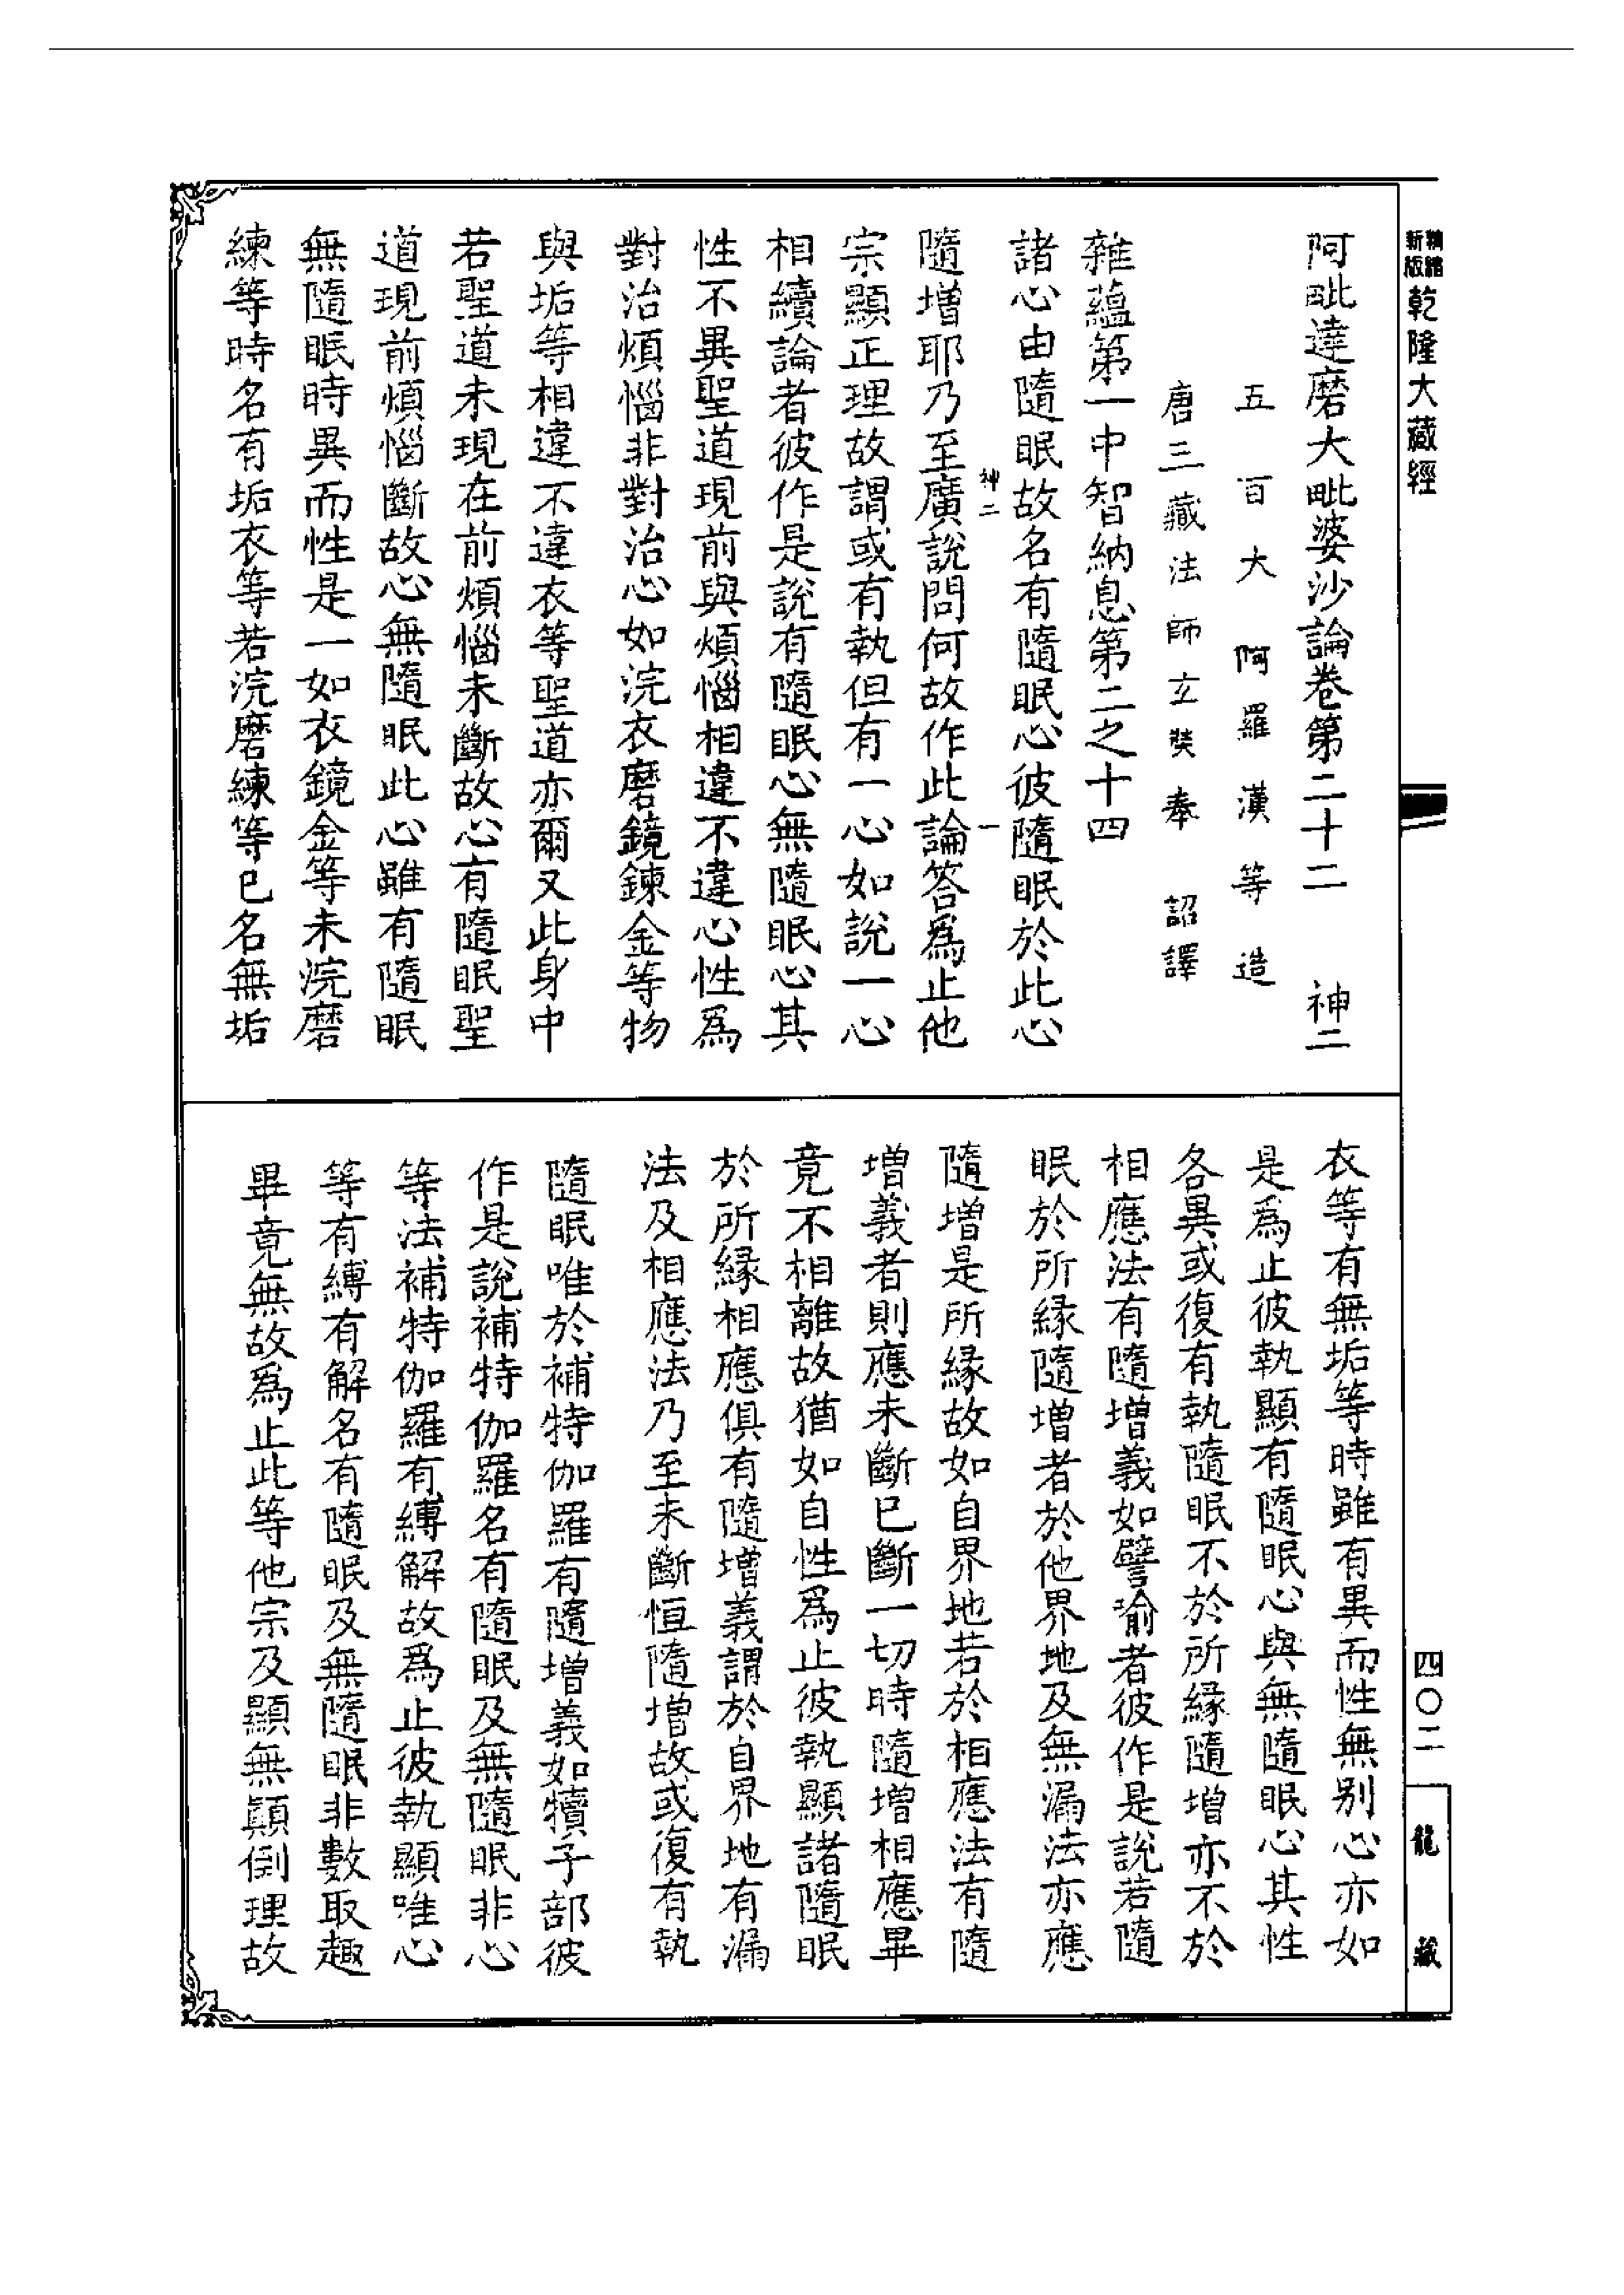 新版精縮乾隆大藏經
阿毗達磨大毗婆沙論卷第二十二 神二
五百大阿羅漢等造
唐三藏法師玄奘奉 詔譯
雜蘊第一中智納息第二之十四
諸心由隨眠故名有隨眠心彼隨眠於此心
神二 一
隨增耶乃至廣說問何故作此論答為止他
宗顯正理故謂或有執但有一心如說一心
相續論者彼作是說有隨眠心無隨眠心其
性不異聖道現前與煩惱相違不違心性為
對治煩惱非對治心如浣衣磨鏡鍊金等物
與垢等相違不違衣等聖道亦爾又此身中
若聖道未現在前煩惱未斷故心有隨眠聖
道現前煩惱斷故心無隨眠此心雖有隨眠
無隨眠時異而性是一如衣鏡金等未浣磨
練等時名有垢衣等若浣磨練等已名無垢
衣等有無垢等時雖有異而性無別心亦如
是為止彼執顯有隨眠心與無隨眠心其性
各異或復有執隨眠不於所緣隨增亦不於
相應法有隨增義如譬喻者彼作是說若隨
眠於所緣隨增者於他界地及無漏法亦應
隨增是所緣故如自界地若於相應法有隨
增義者則應未斷已斷一切時隨增相應畢
竟不相離故猶如自性為止彼執顯諸隨眠
於所緣相應俱有隨增義謂於自界地有漏
法及相應法乃至未斷恒隨增故或復有執
隨眠唯於補特伽羅有隨增義如犢子部彼
作是說補特伽羅名有隨眠及無隨眠非心
等法補特伽羅有縛解故為止彼執顯唯心
等有縛有解名有隨眠及無隨眠非數取趣
畢竟無故為止此等他宗及顯無顛倒理故
四〇二
龍藏